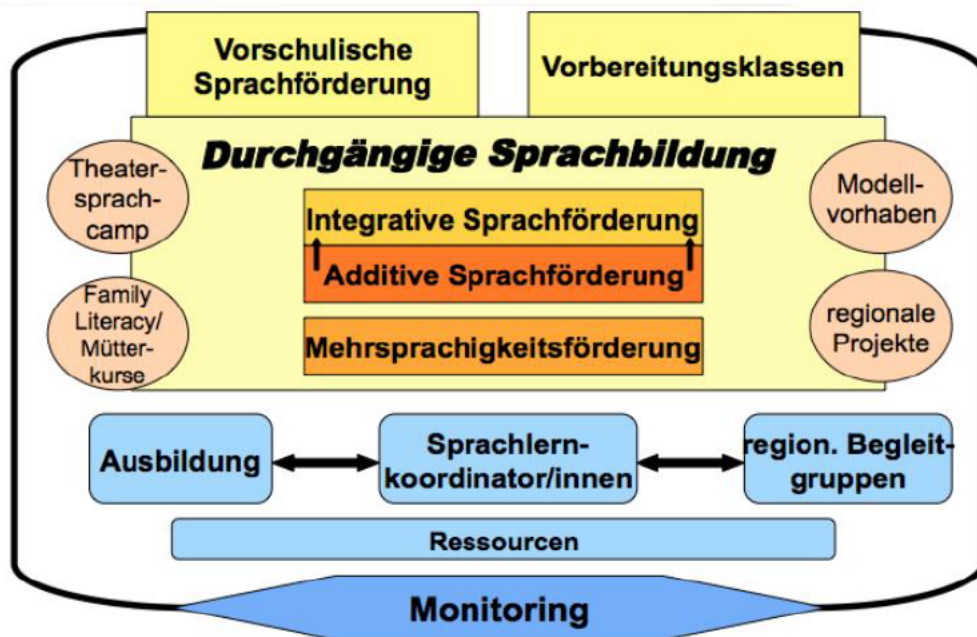 Vorschulische
Sprachförderung
Vorbereitungsklassen
Durchgängige Sprachbildung
Theater-
sprach-
camp
Modell-
vorhaben
Integrative Sprachförderung
Additive Sprachförderung
Family
Literacy/
Mütter-
kurse
regionale
Projekte
Mehrsprachigkeitsförderung
Ausbildung
Sprachlern-
koordinator/innen
region. Begleit-
gruppen
Ressourcen
Monitoring